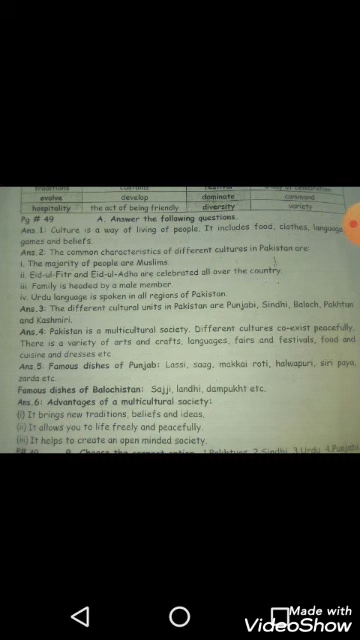 traditions customs festival a day of celebration
evolve develop dominate command
hospitality the act of being friendly diversity variety
Pg # 49 A. Answer the following questions.
Ans.1: Culture is a way of living of people. It includes food, clothes, language,
games and beliefs.
Ans.2: The common characteristics of different cultures in Pakistan are:
i. The majority of people are Muslims.
ii. Eid-ul-Fitr and Eid-ul-Adha are celebrated all over the country.
iii. Family is headed by a male member.
iv. Urdu language is spoken in all regions of Pakistan.
Ans.3: The different cultural units in Pakistan are Punjabi, Sindhi, Baloch, Pakhtun
and Kashmiri.
Ans.4: Pakistan is a multicultural society. Different cultures co-exist peacefully.
There is a variety of arts and crafts, languages, fairs and festivals, food and
cuisine and dresses etc.
Ans.5: Famous dishes of Punjab: Lassi, saag, makkai roti, halwapuri, siri paya,
zarda etc.
Famous dishes of Balochistan: Sajji, landhi, dampukht etc.
Ans.6: Advantages of a multicultural society:
(i) It brings new traditions, beliefs and ideas.
(ii) It allows you to life freely and peacefully.
(iii) It helps to create an open minded society.
B. Choose the correct option. 1.Pakhtuns 2.Sindhi 3.Urdu 4.Punjabi
Made with
VideoShow